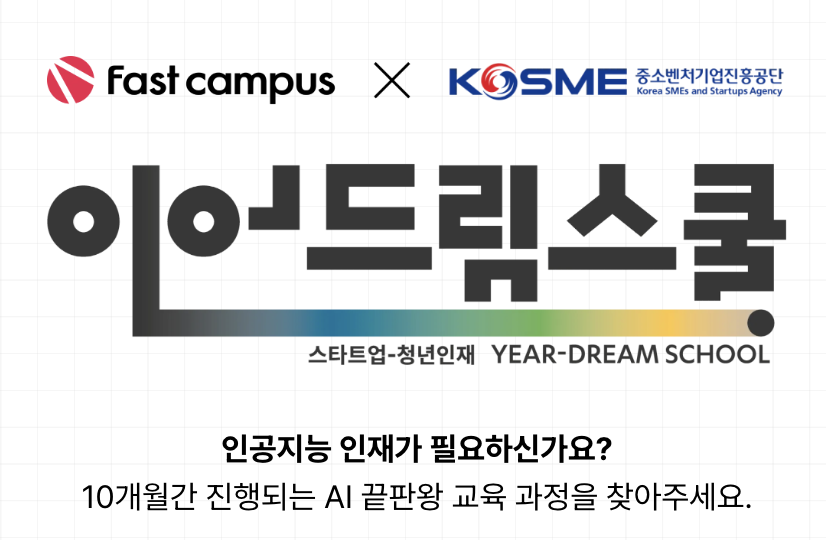 Fast campus × KOSME 중소벤처기업진흥공단
Korea SMEs and Startups Agency
이어드림스쿨
스타트업-청년인재 YEAR-DREAM SCHOOL
인공지능 인재가 필요하신가요?
10개월간 진행되는 AI 끝판왕 교육 과정을 찾아주세요.